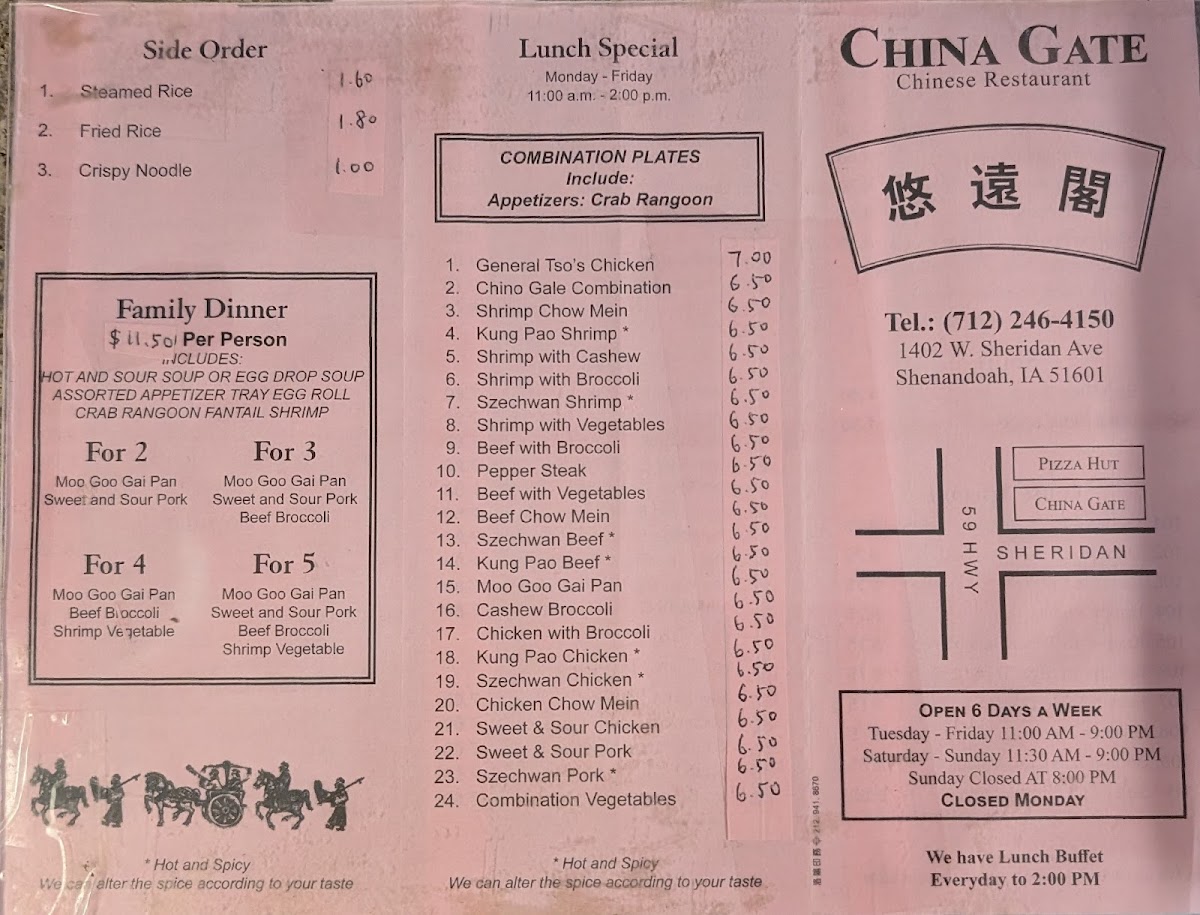 Side Order
1. Steamed Rice 1.60
2. Fried Rice 1.80
3. Crispy Noodle 1.00
Family Dinner
$11.50 Per Person
INCLUDES:
HOT AND SOUR SOUP OR EGG DROP SOUP
ASSORTED APPETIZER TRAY EGG ROLL
CRAB RANGOON FANTAIL SHRIMP
For 2
Moo Goo Gai Pan
Sweet and Sour Pork
For 3
Moo Goo Gai Pan
Sweet and Sour Pork
Beef Broccoli
For 4
Moo Goo Gai Pan
Beef Broccoli
Shrimp Vegetable
For 5
Moo Goo Gai Pan
Sweet and Sour Pork
Beef Broccoli
Shrimp Vegetable
* Hot and Spicy
We can alter the spice according to your taste
Lunch Special
Monday - Friday
11:00 a.m. - 2:00 p.m.
COMBINATION PLATES
Include:
Appetizers: Crab Rangoon
1. General Tso's Chicken 7.00
2. Chino Gale Combination 6.50
3. Shrimp Chow Mein 6.50
4. Kung Pao Shrimp * 6.50
5. Shrimp with Cashew 6.50
6. Shrimp with Broccoli 6.50
7. Szechwan Shrimp * 6.50
8. Shrimp with Vegetables 6.50
9. Beef with Broccoli 6.50
10. Pepper Steak 6.50
11. Beef with Vegetables 6.50
12. Beef Chow Mein 6.50
13. Szechwan Beef * 6.50
14. Kung Pao Beef * 6.50
15. Moo Goo Gai Pan 6.50
16. Cashew Broccoli 6.50
17. Chicken with Broccoli 6.50
18. Kung Pao Chicken * 6.50
19. Szechwan Chicken * 6.50
20. Chicken Chow Mein 6.50
21. Sweet & Sour Chicken 6.50
22. Sweet & Sour Pork 6.50
23. Szechwan Pork * 6.50
24. Combination Vegetables 6.50
* Hot and Spicy
We can alter the spice according to your taste
212.941.8670
CHINA GATE
Chinese Restaurant
悠遠閣
Tel.: (712) 246-4150
1402 W. Sheridan Ave
Shenandoah, IA 51601
PIZZA HUT
CHINA GATE
59 HWY
SHERIDAN
OPEN 6 DAYS A WEEK
Tuesday - Friday 11:00 AM - 9:00 PM
Saturday - Sunday 11:30 AM - 9:00 PM
Sunday Closed AT 8:00 PM
CLOSED MONDAY
We have Lunch Buffet
Everyday to 2:00 PM